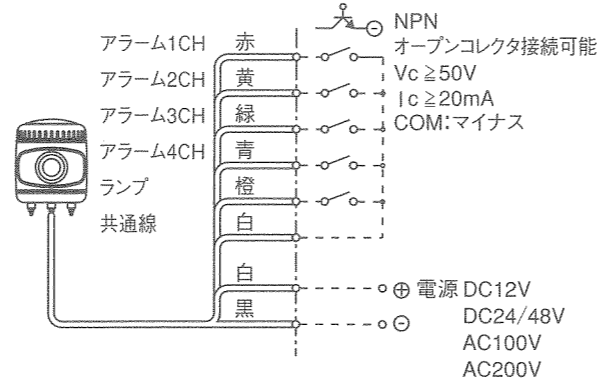 NPN
アラーム1CH 赤 オープンコレクタ接続可能
アラーム2CH 黄 Vc≧50V
Ic≧20mA
アラーム3CH 緑 COM:マイナス
アラーム4CH 青
ランプ 橙
共通線 白
白 ⊕ 電源 DC12V
黒 ⊖ DC24/48V
AC100V
AC200V